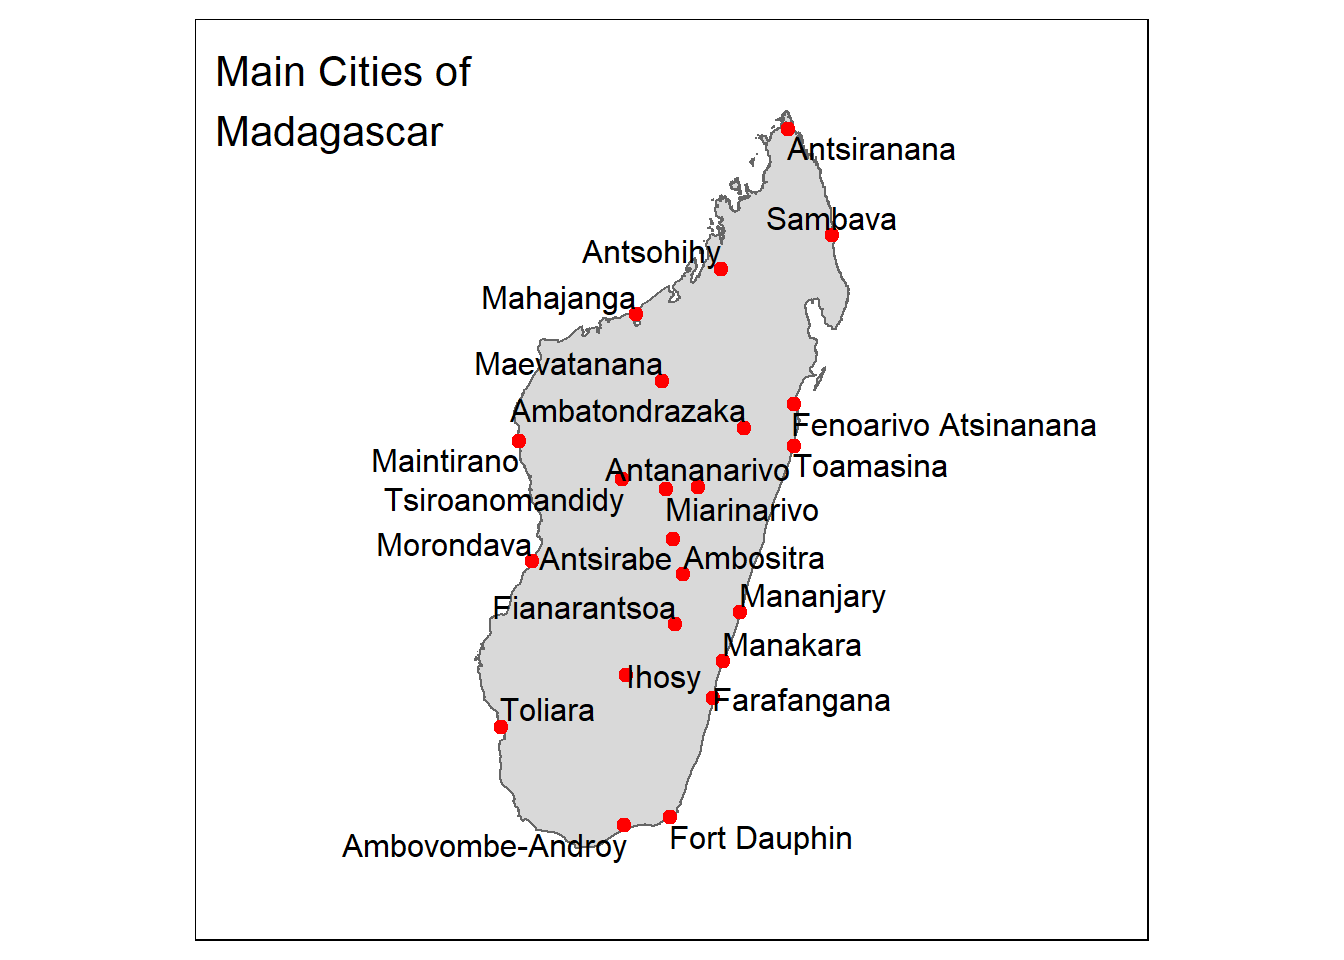 Main Cities of
Madagascar
Antsiranana
Sambava
Antsohihy
Mahajanga
Maevatanana
Ambatondrazaka
Fenoarivo Atsinanana
Maintirano
Antananarivo
Toamasina
Tsiroanomandidy
Miarinarivo
Morondava
Antsirabe
Ambositra
Mananjary
Fianarantsoa
Manakara
Ihosy
Farafangana
Toliara
Fort Dauphin
Ambovombe-Androy